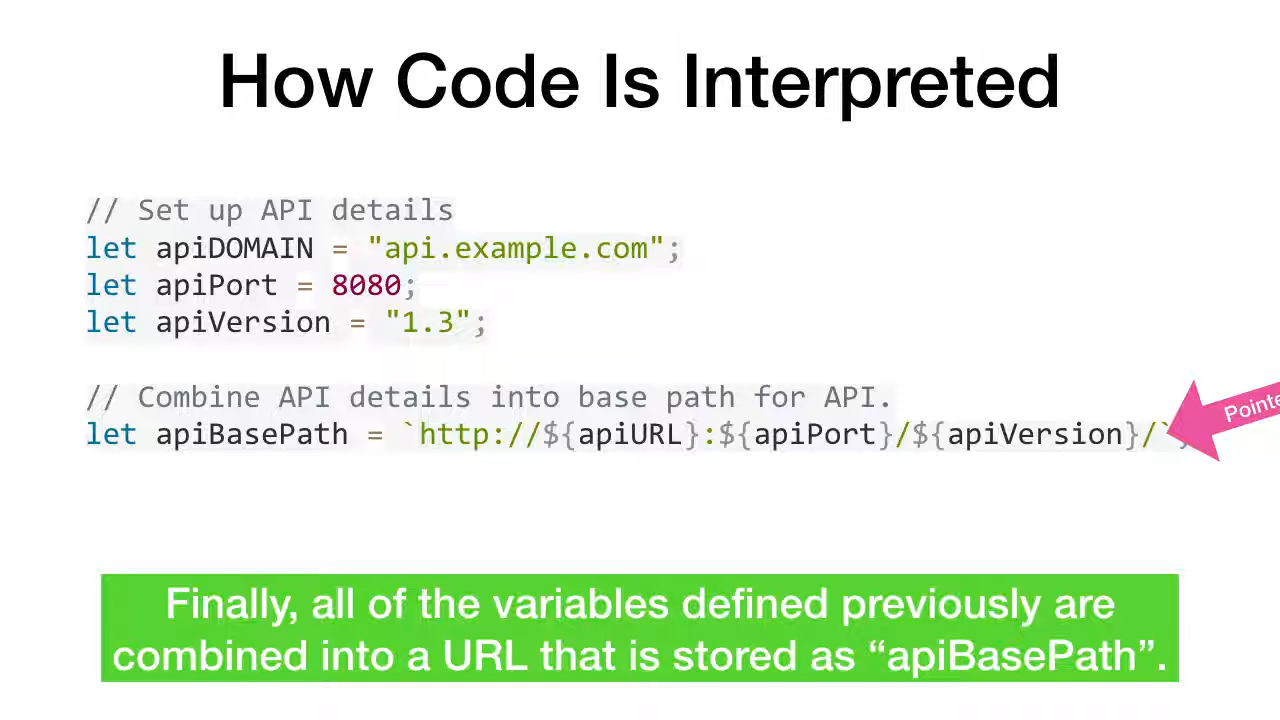 How Code Is Interpreted
// Set up API details
let apiDOMAIN = "api.example.com";
let apiPort = 8080;
let apiVersion = "1.3";
// Combine API details into base path for API.
let apiBasePath = `http://${apiURL}:${apiPort}/${apiVersion}/`;
Finally, all of the variables defined previously are
combined into a URL that is stored as “apiBasePath”.